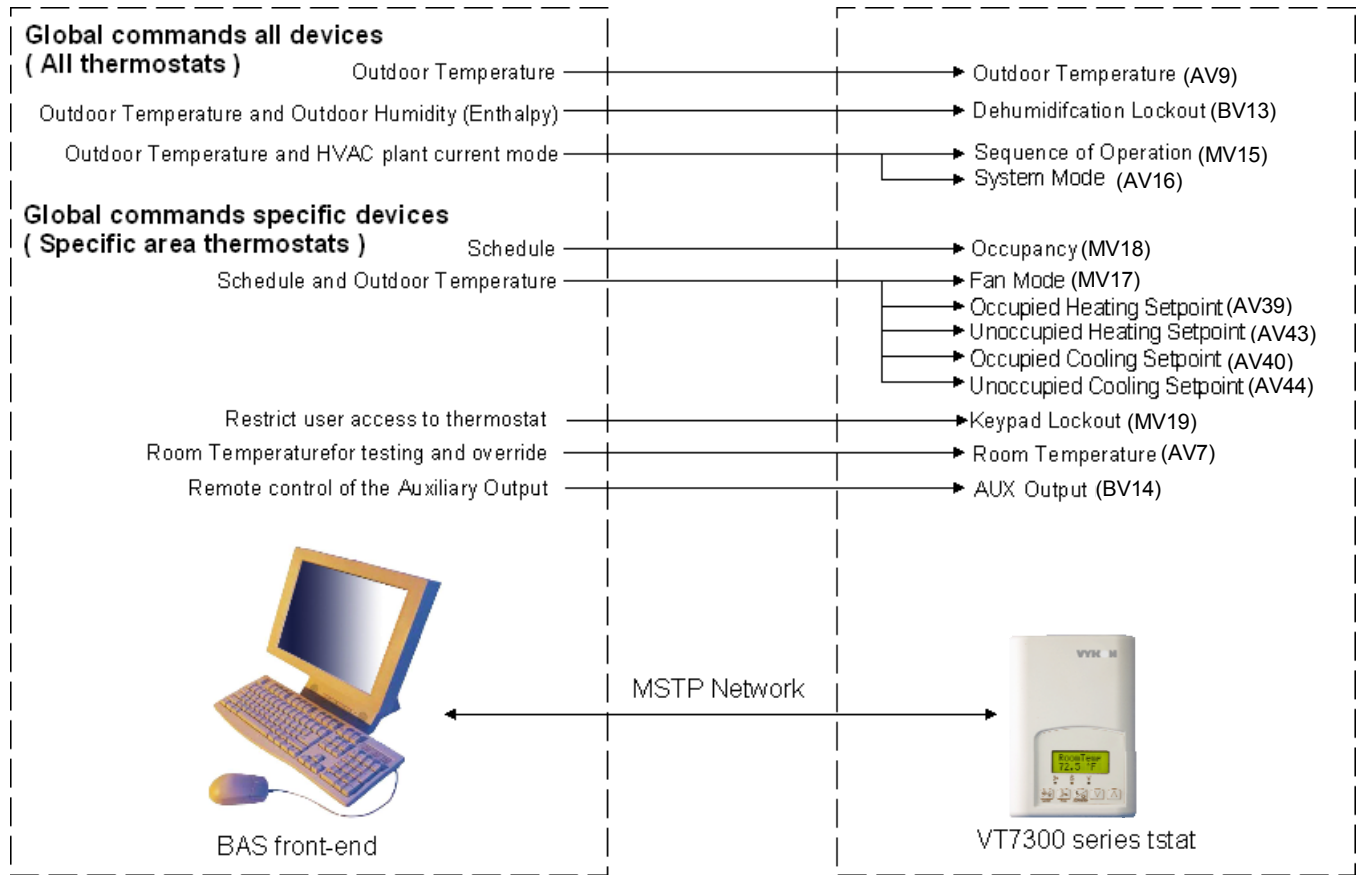 Global commands all devices
( All thermostats )
Outdoor Temperature
Outdoor Temperature (AV9)
Outdoor Temperature and Outdoor Humidity (Enthalpy)
Dehumidifcation Lockout (BV13)
Outdoor Temperature and HVAC plant current mode
Sequence of Operation (MV15)
System Mode (AV16)
Global commands specific devices
( Specific area thermostats )
Schedule
Occupancy (MV18)
Schedule and Outdoor Temperature
Fan Mode (MV17)
Occupied Heating Setpoint (AV39)
Unoccupied Heating Setpoint (AV43)
Occupied Cooling Setpoint (AV40)
Unoccupied Cooling Setpoint (AV44)
Restrict user access to thermostat
Keypad Lockout (MV19)
Room Temperaturefor testing and override
Room Temperature (AV7)
Remote control of the Auxiliary Output
AUX Output (BV14)
MSTP Network
RoomTemp
72.5 °F
BAS front-end
VT7300 series tstat